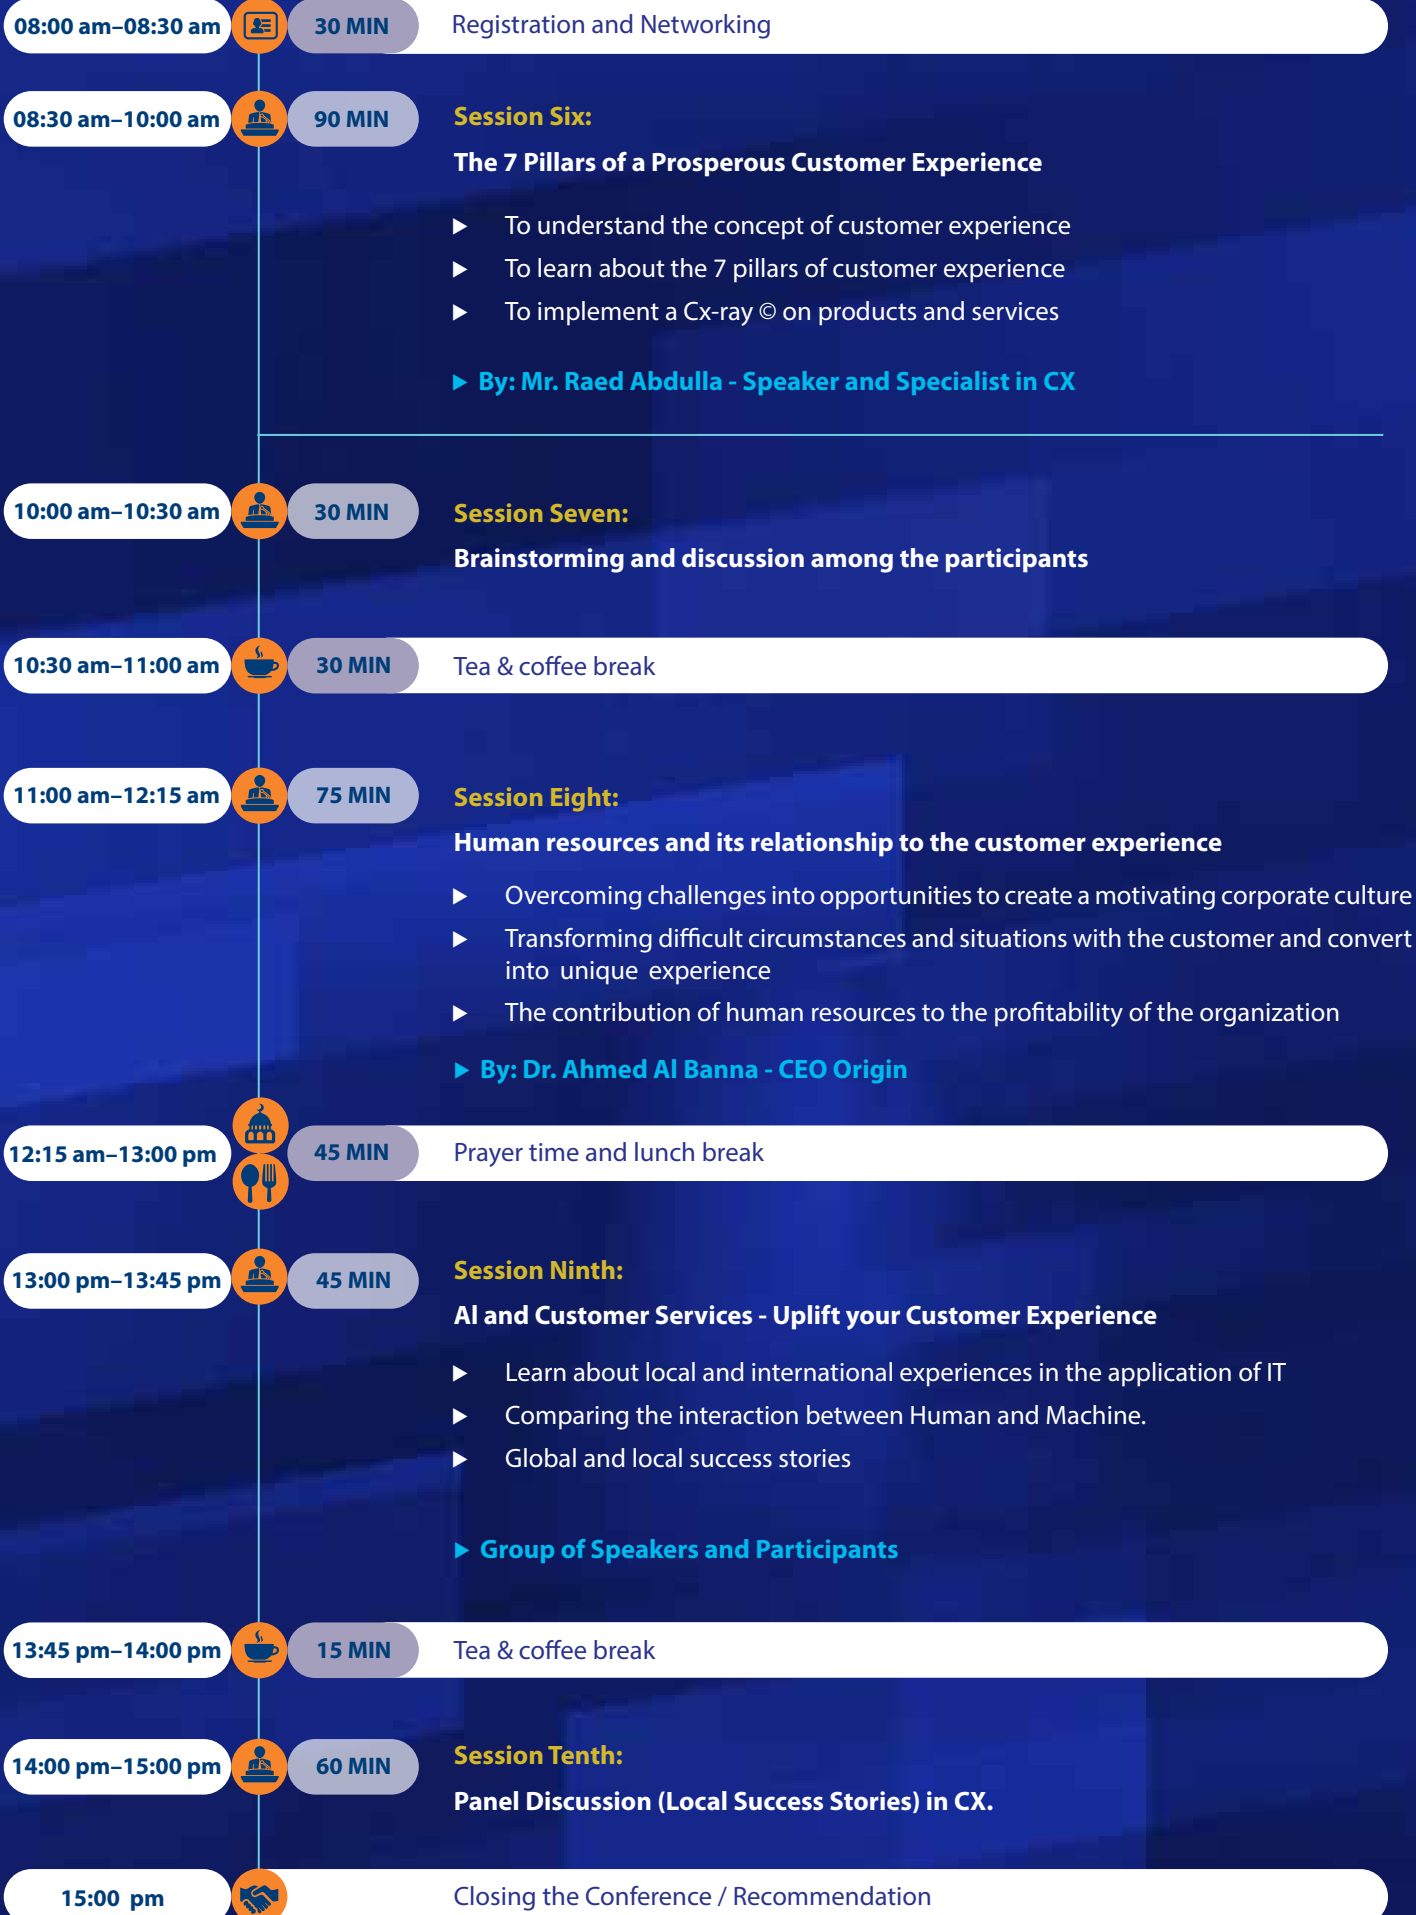 08:00 am–08:30 am 30 MIN Registration and Networking
08:30 am–10:00 am 90 MIN Session Six:
The 7 Pillars of a Prosperous Customer Experience
► To understand the concept of customer experience
► To learn about the 7 pillars of customer experience
► To implement a Cx-ray © on products and services
► By: Mr. Raed Abdulla - Speaker and Specialist in CX
10:00 am–10:30 am 30 MIN Session Seven:
Brainstorming and discussion among the participants
10:30 am–11:00 am 30 MIN Tea & coffee break
11:00 am–12:15 am 75 MIN Session Eight:
Human resources and its relationship to the customer experience
► Overcoming challenges into opportunities to create a motivating corporate culture
► Transforming difficult circumstances and situations with the customer and convert
into unique experience
► The contribution of human resources to the profitability of the organization
► By: Dr. Ahmed Al Banna - CEO Origin
12:15 am–13:00 pm 45 MIN Prayer time and lunch break
13:00 pm–13:45 pm 45 MIN Session Ninth:
Al and Customer Services - Uplift your Customer Experience
► Learn about local and international experiences in the application of IT
► Comparing the interaction between Human and Machine.
► Global and local success stories
► Group of Speakers and Participants
13:45 pm–14:00 pm 15 MIN Tea & coffee break
14:00 pm–15:00 pm 60 MIN Session Tenth:
Panel Discussion (Local Success Stories) in CX.
15:00 pm Closing the Conference / Recommendation